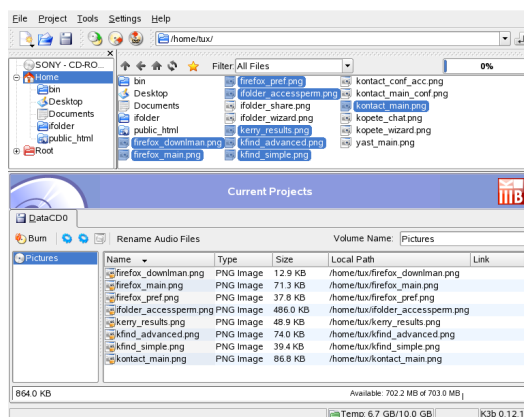 File Project Tools Settings Help
/home/tux/
SONY - CD-RO...
Home
bin
Desktop
Documents
ifolder
public_html
Root
Filter: All Files
0%
bin
Desktop
Documents
ifolder
public_html
firefox_downlman.png
firefox_main.png
firefox_pref.png
ifolder_accessperm.png
ifolder_share.png
ifolder_wizard.png
kerry_results.png
kfind_advanced.png
kfind_simple.png
kontact_conf_acc.png
kontact_main_conf.png
kontact_main.png
kopete_chat.png
kopete_wizard.png
yast_main.png
Current Projects
DataCD0
Burn Rename Audio Files Volume Name: Pictures
Pictures
Name Type Size Local Path Link
firefox_downlman.png PNG Image 12.9 KB /home/tux/firefox_downlman.png
firefox_main.png PNG Image 71.3 KB /home/tux/firefox_main.png
firefox_pref.png PNG Image 37.8 KB /home/tux/firefox_pref.png
ifolder_accessperm.png PNG Image 486.0 KB /home/tux/ifolder_accessperm.png
kerry_results.png PNG Image 48.9 KB /home/tux/kerry_results.png
kfind_advanced.png PNG Image 74.0 KB /home/tux/kfind_advanced.png
kfind_simple.png PNG Image 39.4 KB /home/tux/kfind_simple.png
kontact_main.png PNG Image 86.8 KB /home/tux/kontact_main.png
864.0 KB Available: 702.2 MB of 703.0 MB
Temp: 6.7 GB/10.0 GB K3b 0.12.1